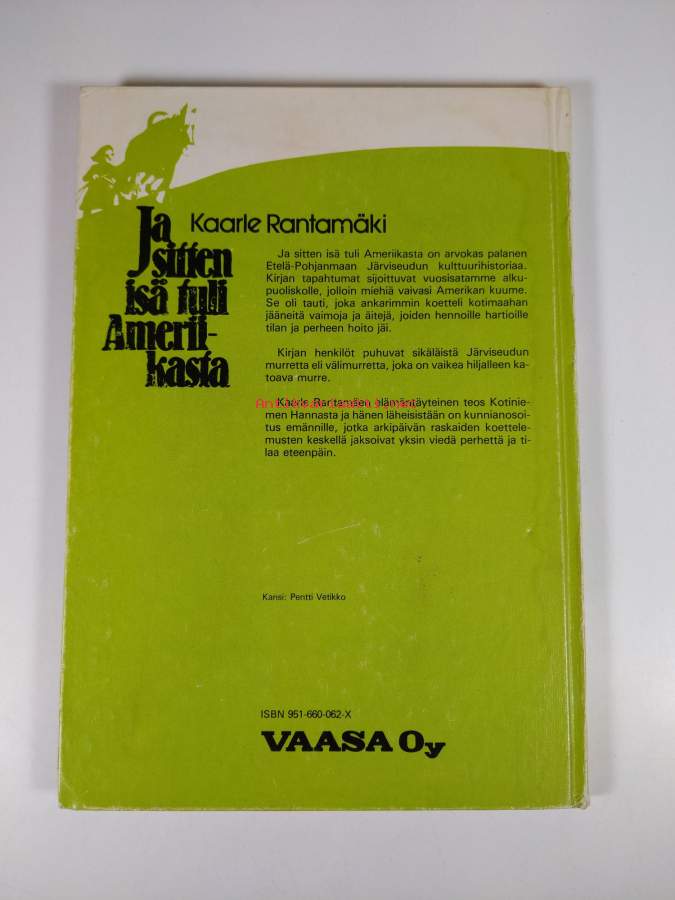 Ja
sitten
isä tuli
Amerii-
kasta
Kaarle Rantamäki
Ja sitten isä tuli Ameriikasta on arvokas palanen
Etelä-Pohjanmaan Järviseudun kulttuurihistoriaa.
Kirjan tapahtumat sijoittuvat vuosisatamme alku-
puoliskolle, jolloin miehiä vaivasi Amerikan kuume.
Se oli tauti, joka ankarimmin koetteli kotimaahan
jääneitä vaimoja ja äitejä, joiden hennoille hartioille
tilan ja perheen hoito jäi.
Kirjan henkilöt puhuvat sikäläistä Järviseudun
murretta eli välimurretta, joka on vaikea hiljalleen ka-
toava murre.
Kaarle Rantamäen elämäntäyteinen teos Kotinie-
men Hannasta ja hänen läheisistään on kunnianosoi-
tus emännille, jotka arkipäivän raskaiden koettele-
musten keskellä jaksoivat yksin viedä perhettä ja ti-
laa eteenpäin.
Kansi: Pentti Vetikko
ISBN 951-660-062-X
VAASA Oy